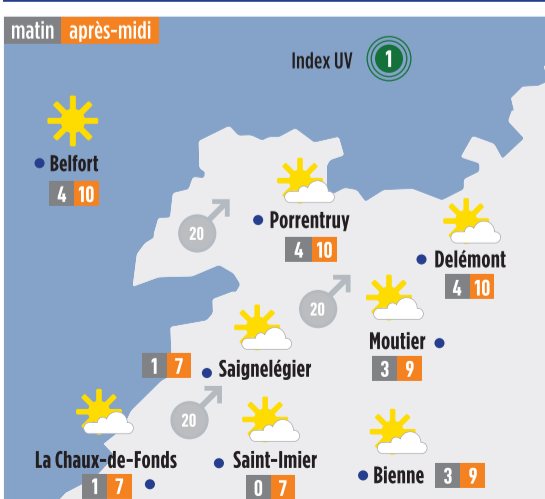 matin après-midi
Index UV 1
Belfort
4 10
20
Porrentruy
4 10
Delémont
4 10
20
Moutier
3 9
1 7 Saignelégier
20
La Chaux-de-Fonds
1 7
Saint-Imier
0 7
Bienne 3 9